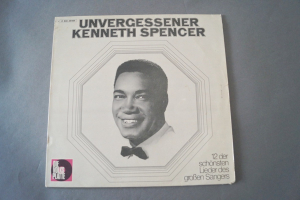 UNVERGESSENER
KENNETH SPENCER
12 der
schönsten
Lieder des
großen Sängers